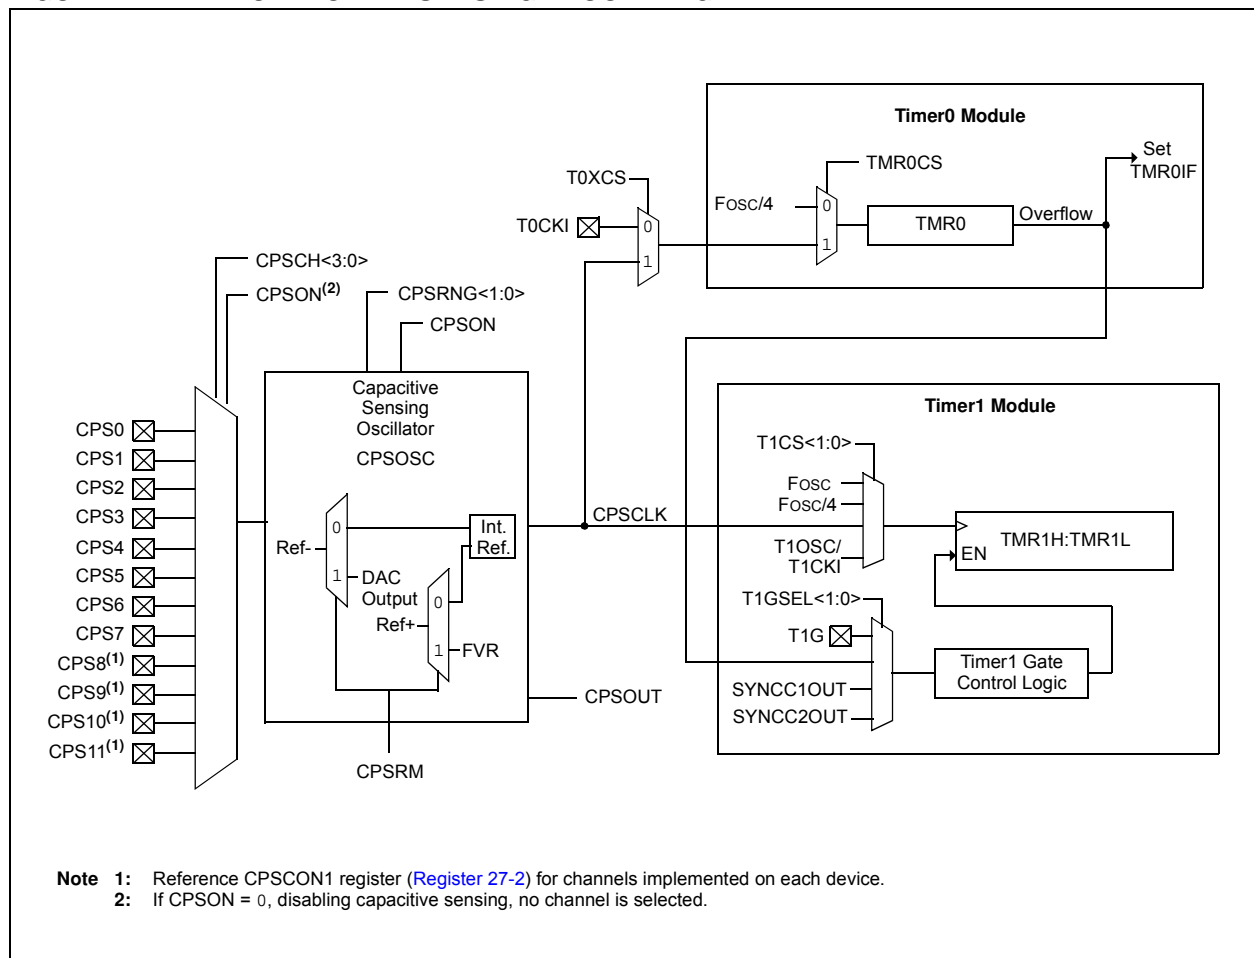 Timer0 Module
Set
TMR0IF
TMR0CS
T0XCS
FOSC/4
0
1
TMR0
Overflow
T0CKI
0
1
CPSCH<3:0>
CPSON(2)
CPSRNG<1:0>
CPSON
Capacitive
Sensing
Oscillator
CPSOSC
Timer1 Module
T1CS<1:0>
FOSC
FOSC/4
T1OSC/
T1CKI
TMR1H:TMR1L
EN
CPSCLK
CPS0
CPS1
CPS2
CPS3
CPS4
CPS5
CPS6
CPS7
CPS8(1)
CPS9(1)
CPS10(1)
CPS11(1)
Ref-
0
1
Int.
Ref.
DAC
Output
Ref+
0
1
FVR
T1GSEL<1:0>
T1G
SYNCC1OUT
SYNCC2OUT
Timer1 Gate
Control Logic
CPSOUT
CPSRM
Note 1: Reference CPSCON1 register (Register 27-2) for channels implemented on each device.
2: If CPSON = 0, disabling capacitive sensing, no channel is selected.